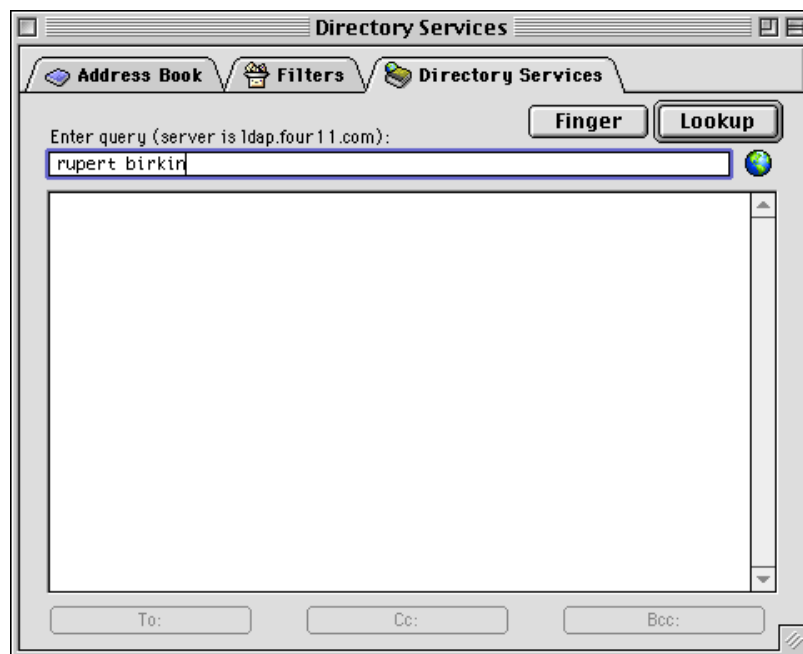 Directory Services
Address Book Filters Directory Services
Finger Lookup
Enter query (server is ldap.four11.com):
rupert birkin
To: Cc: Bcc: